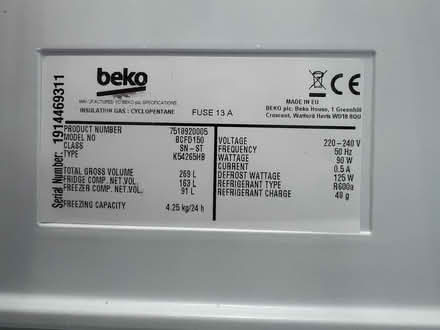 beko
MANUFACTURED TO BEKO plc SPECIFICATIONS
INSULATION GAS : CYCLOPENTANE
FUSE 13 A
CE
MADE IN EU
BEKO plc. Beko House, 1 Greenhill
Crescent, Watford Herts WD18 8QU
Serial Number: 1914469311
PRODUCT NUMBER 7518920005
MODEL NO BCFD150
CLASS SN-ST
TYPE K54265HB
TOTAL GROSS VOLUME 269 L
FRIDGE COMP. NET.VOL. 163 L
FREEZER COMP. NET.VOL. 91 L
FREEZING CAPACITY 4.25 kg/24 h
VOLTAGE 220-240 V
FREQUENCY 50 Hz
WATTAGE 90 W
CURRENT 0.5 A
DEFROST WATTAGE 125 W
REFRIGERANT TYPE R600a
REFRIGERANT CHARGE 49 g